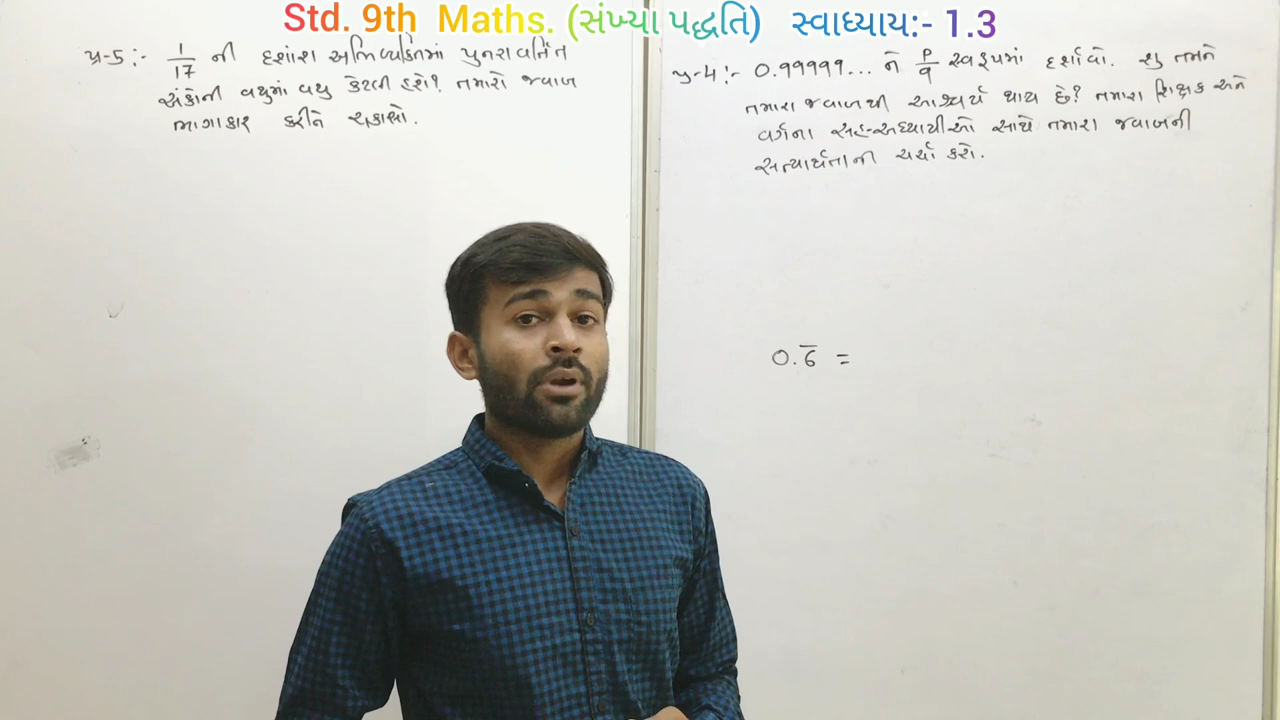 Std. 9th Maths. (સંખ્યા પદ્ધતિ) સ્વાધ્યાય:- 1.3
પ્ર-5:- 1/17 ની દશાંશ અભિવ્યક્તિમાં પુનરાવર્તિત
અંકોની વધુમાં વધુ કેટલી હશે? તમારો જવાબ
ભાગાકાર કરીને ચકાસો.
પ્ર-4:- 0.99999... ને p/q સ્વરૂપમાં દર્શાવો. શુ તમને
તમારા જવાબથી આશ્ચર્ય થાય છે? તમારા શિક્ષક અને
વર્ગના સહ-અધ્યાયીઓ સાથે તમારા જવાબની
સત્યાર્થતાની ચર્ચા કરો.
0.6̅ =